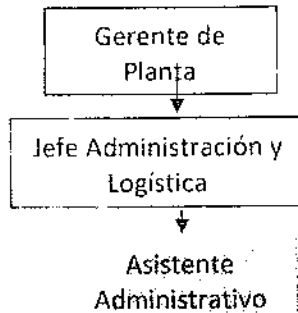 Gerente de
Planta
Jefe Administración y
Logística
Asistente
Administrativo